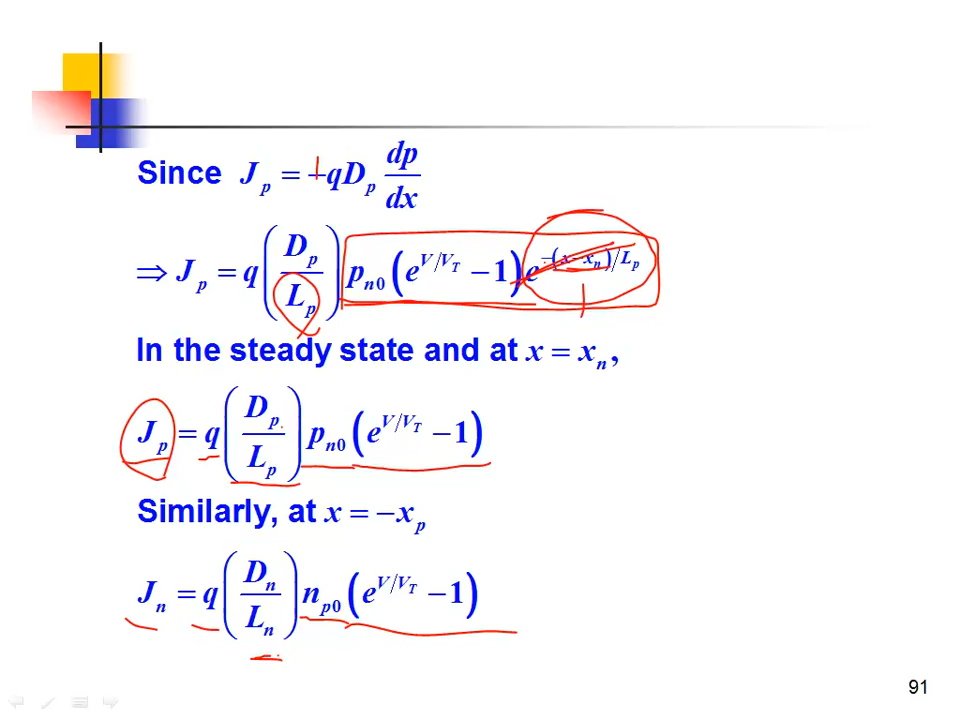 Since J_p = −qD_p dp/dx
⇒ J_p = q(D_p/L_p) p_n0 (e^{V/V_T} − 1) e^{−(x−x_n)/L_p}
In the steady state and at x = x_n,
J_p = q(D_p/L_p) p_n0 (e^{V/V_T} − 1)
Similarly, at x = −x_p
J_n = q(D_n/L_n) n_p0 (e^{V/V_T} − 1)
91